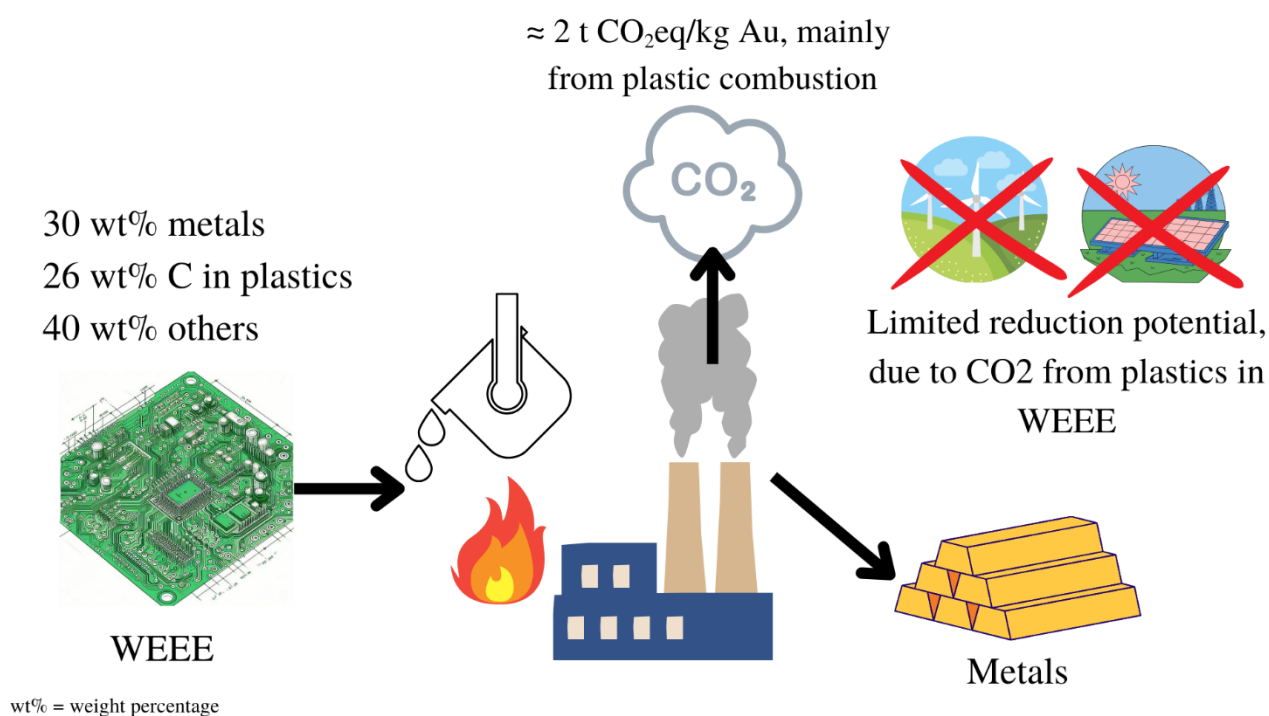 ≈ 2 t CO₂eq/kg Au, mainly
from plastic combustion
CO₂
30 wt% metals
26 wt% C in plastics
40 wt% others
Limited reduction potential,
due to CO2 from plastics in
WEEE
WEEE
Metals
wt% = weight percentage